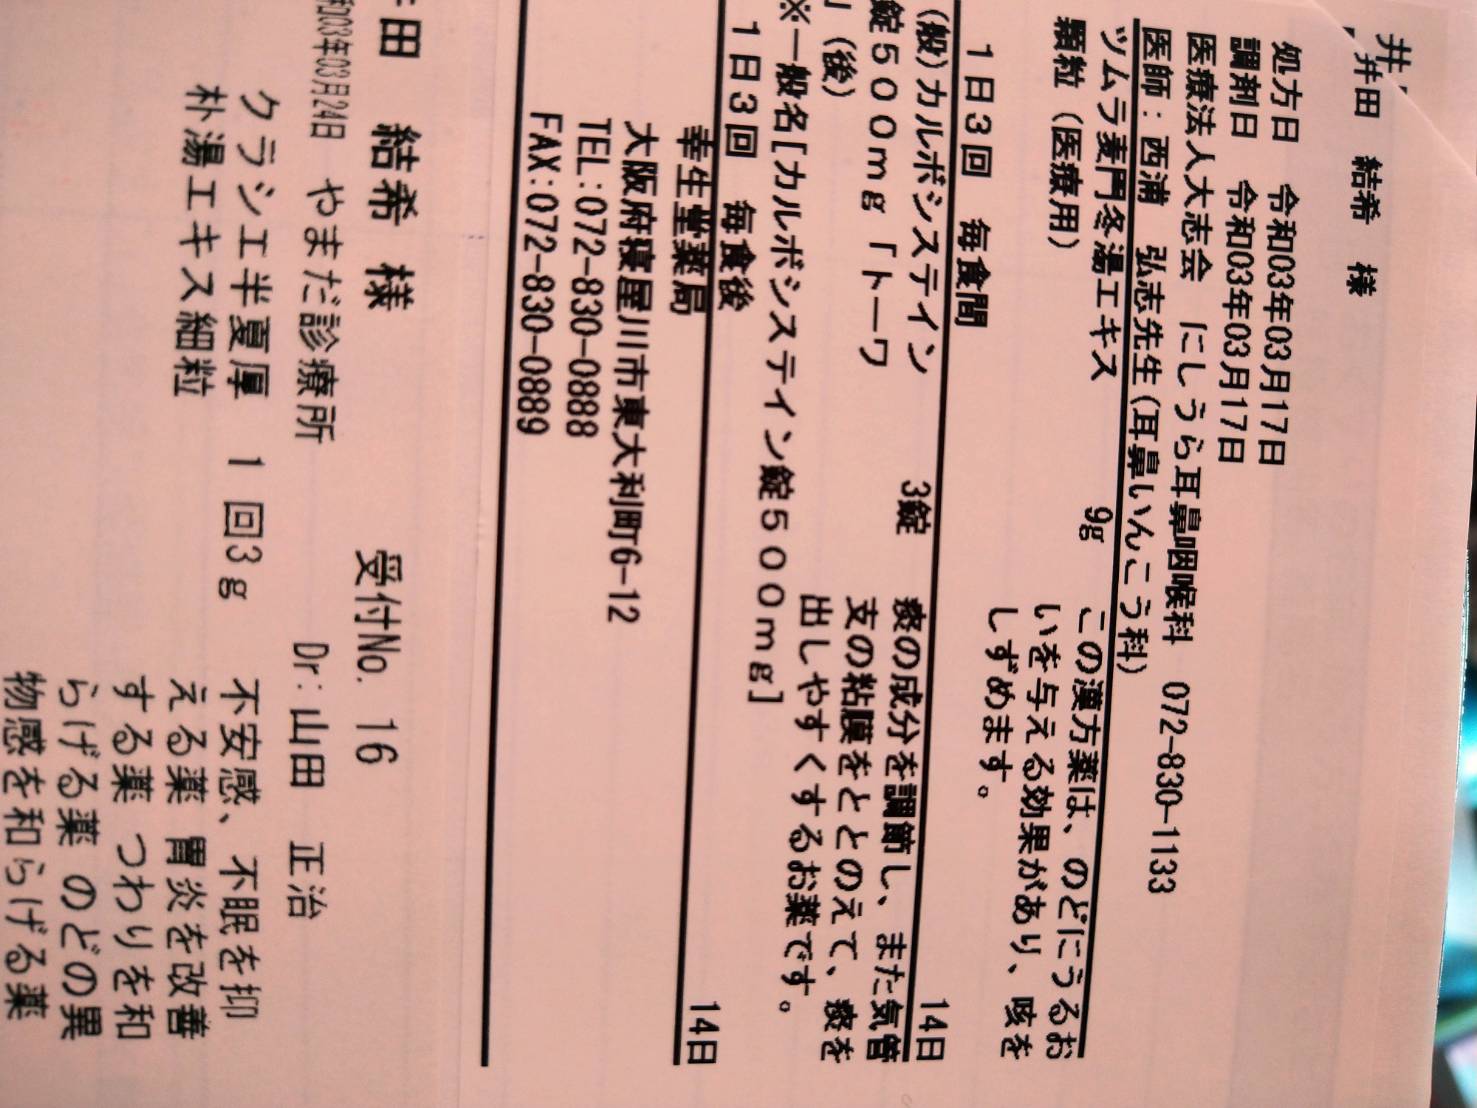 井
井田 結希 様
処方日 令和03年03月17日
調剤日 令和03年03月17日
医療法人大志会 にしうら耳鼻咽喉科 072-830-1133
医師：西浦 弘志先生(耳鼻いんこう科)
ツムラ麦門冬湯エキス 9g この漢方薬は、のどにうるお
顆粒（医療用） いを与える効果があり、咳を
しずめます。
1日3回 毎食間 14日
(般)カルボシステイン 3錠 痰の成分を調節し、また気管
錠500mg「トーワ 支の粘膜をととのえて、痰を
」(後) 出しやすくするお薬です。
※一般名[カルボシステイン錠500mg]
1日3回 毎食後 14日
幸生堂薬局
大阪府寝屋川市東大利町6-12
TEL:072-830-0888
FAX:072-830-0889
田 結希 様 受付No. 16
03年03月24日 やまだ診療所 Dr:山田 正治
クラシエ半夏厚 1回3g 不安感、不眠を抑
朴湯エキス細粒 える薬 胃炎を改善
する薬 つわりを和
らげる薬 のどの異
物感を和らげる薬